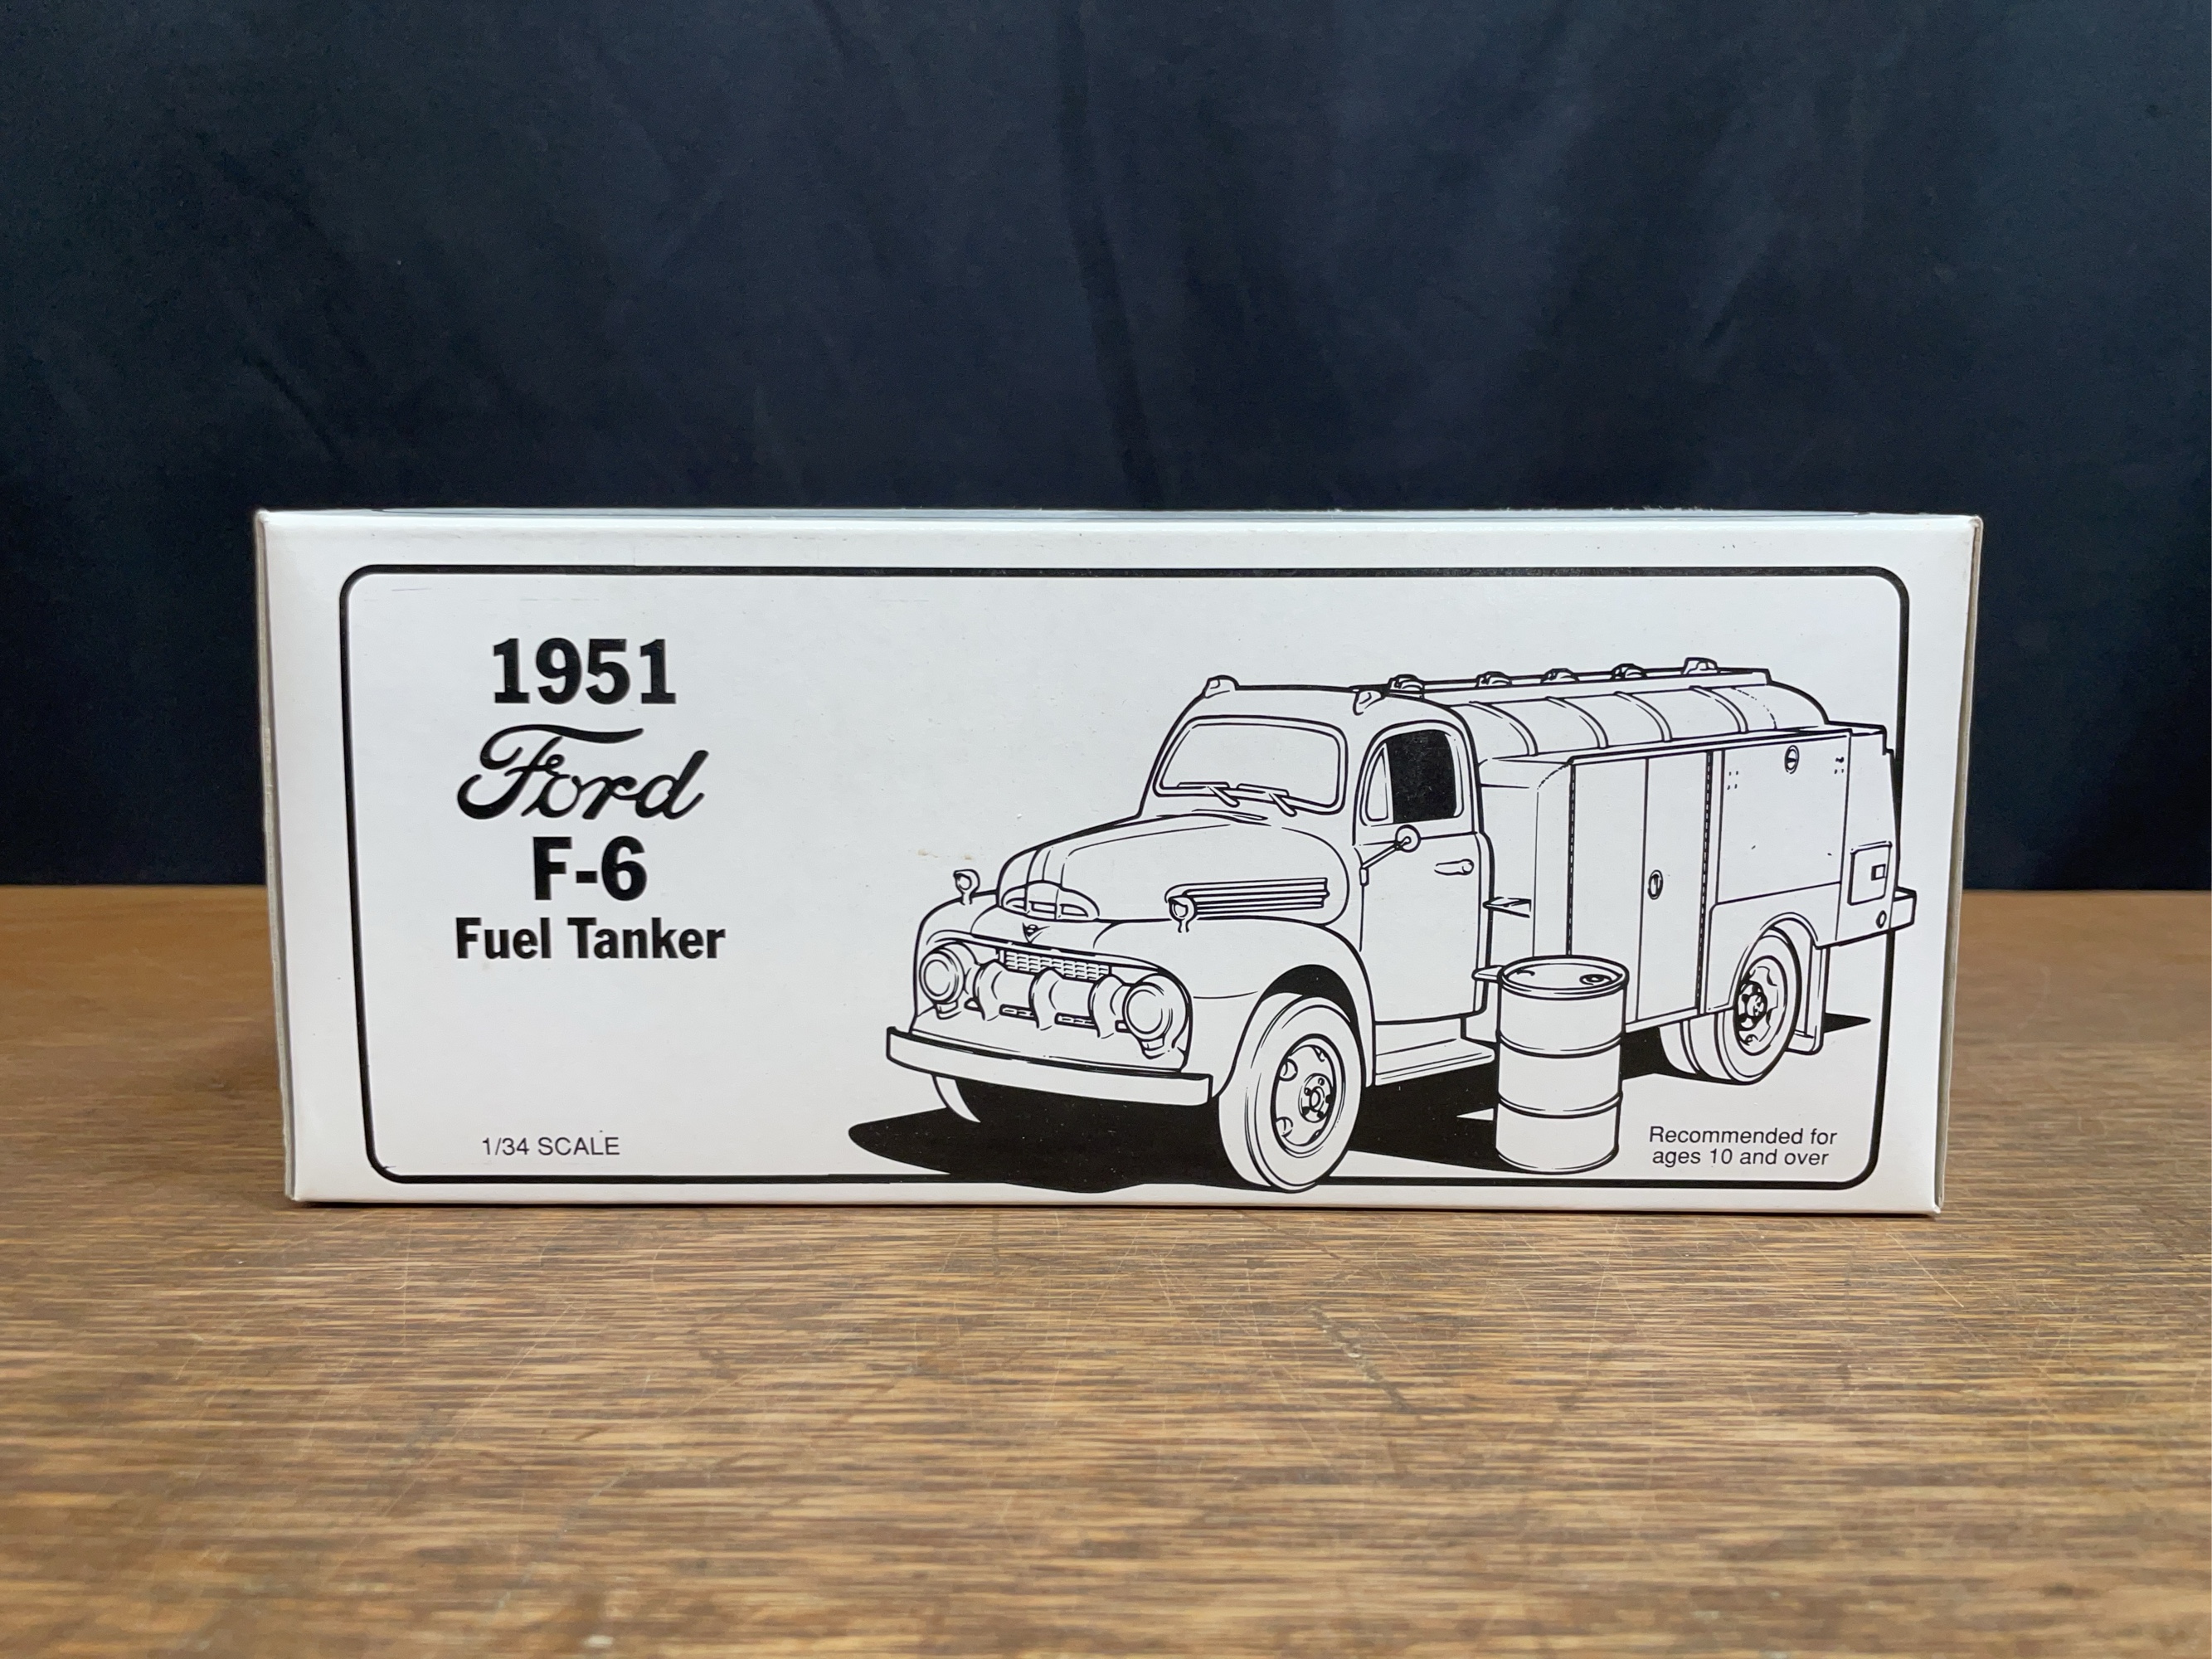 1951
Ford
F-6
Fuel Tanker
1/34 SCALE
Recommended for
ages 10 and over